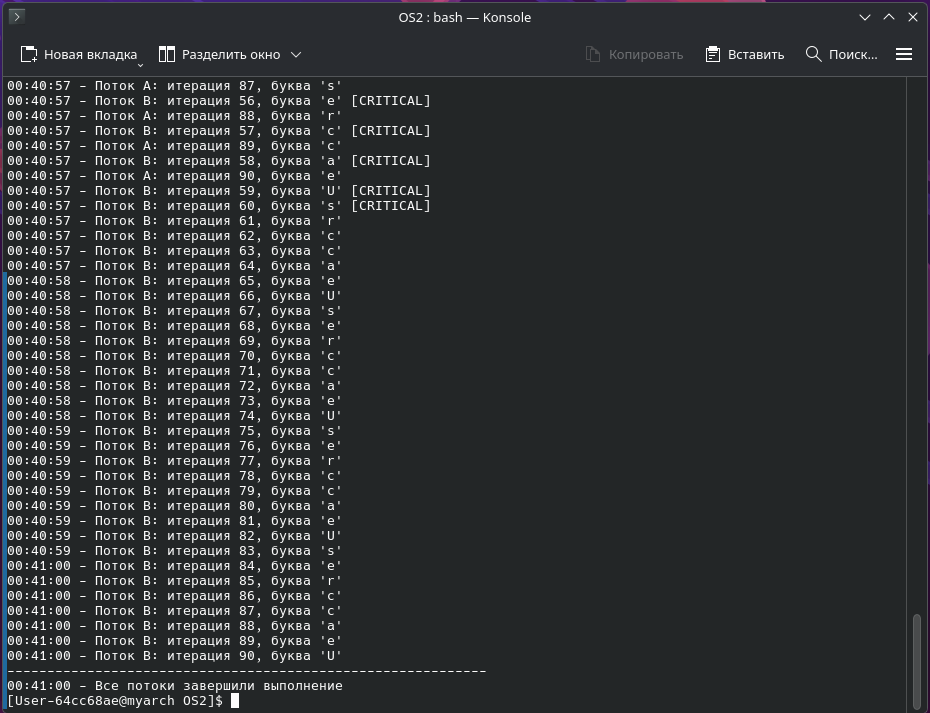 OS2 : bash — Konsole
Новая вкладка Разделить окно Копировать Вставить Поиск...
00:40:57 - Поток A: итерация 87, буква 's'
00:40:57 - Поток B: итерация 56, буква 'e' [CRITICAL]
00:40:57 - Поток A: итерация 88, буква 'r'
00:40:57 - Поток B: итерация 57, буква 'c' [CRITICAL]
00:40:57 - Поток A: итерация 89, буква 'c'
00:40:57 - Поток B: итерация 58, буква 'a' [CRITICAL]
00:40:57 - Поток A: итерация 90, буква 'e'
00:40:57 - Поток B: итерация 59, буква 'U' [CRITICAL]
00:40:57 - Поток B: итерация 60, буква 's' [CRITICAL]
00:40:57 - Поток B: итерация 61, буква 'r'
00:40:57 - Поток B: итерация 62, буква 'c'
00:40:57 - Поток B: итерация 63, буква 'c'
00:40:57 - Поток B: итерация 64, буква 'a'
00:40:58 - Поток B: итерация 65, буква 'e'
00:40:58 - Поток B: итерация 66, буква 'U'
00:40:58 - Поток B: итерация 67, буква 's'
00:40:58 - Поток B: итерация 68, буква 'e'
00:40:58 - Поток B: итерация 69, буква 'r'
00:40:58 - Поток B: итерация 70, буква 'c'
00:40:58 - Поток B: итерация 71, буква 'c'
00:40:58 - Поток B: итерация 72, буква 'a'
00:40:58 - Поток B: итерация 73, буква 'e'
00:40:58 - Поток B: итерация 74, буква 'U'
00:40:59 - Поток B: итерация 75, буква 's'
00:40:59 - Поток B: итерация 76, буква 'e'
00:40:59 - Поток B: итерация 77, буква 'r'
00:40:59 - Поток B: итерация 78, буква 'c'
00:40:59 - Поток B: итерация 79, буква 'c'
00:40:59 - Поток B: итерация 80, буква 'a'
00:40:59 - Поток B: итерация 81, буква 'e'
00:40:59 - Поток B: итерация 82, буква 'U'
00:40:59 - Поток B: итерация 83, буква 's'
00:41:00 - Поток B: итерация 84, буква 'e'
00:41:00 - Поток B: итерация 85, буква 'r'
00:41:00 - Поток B: итерация 86, буква 'c'
00:41:00 - Поток B: итерация 87, буква 'c'
00:41:00 - Поток B: итерация 88, буква 'a'
00:41:00 - Поток B: итерация 89, буква 'e'
00:41:00 - Поток B: итерация 90, буква 'U'
------------------------------------------------------------
00:41:00 - Все потоки завершили выполнение
[User-64cc68ae@myarch OS2]$